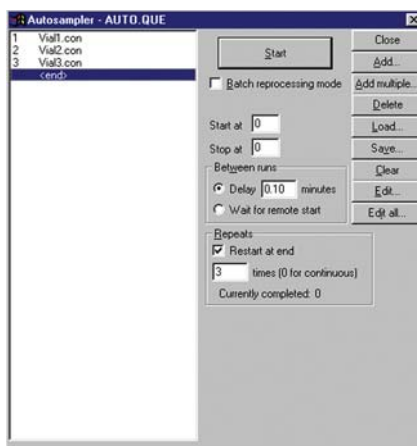 Autosampler - AUTO.QUE
1 Vial1.con
2 Vial2.con
3 Vial3.con
<end>
Start
Batch reprocessing mode
Start at 0
Stop at 0
Between runs
Delay 0.10 minutes
Wait for remote start
Repeats
Restart at end
3 times (0 for continuous)
Currently completed: 0
Close
Add...
Add multiple...
Delete
Load...
Save...
Clear
Edit...
Edit all...